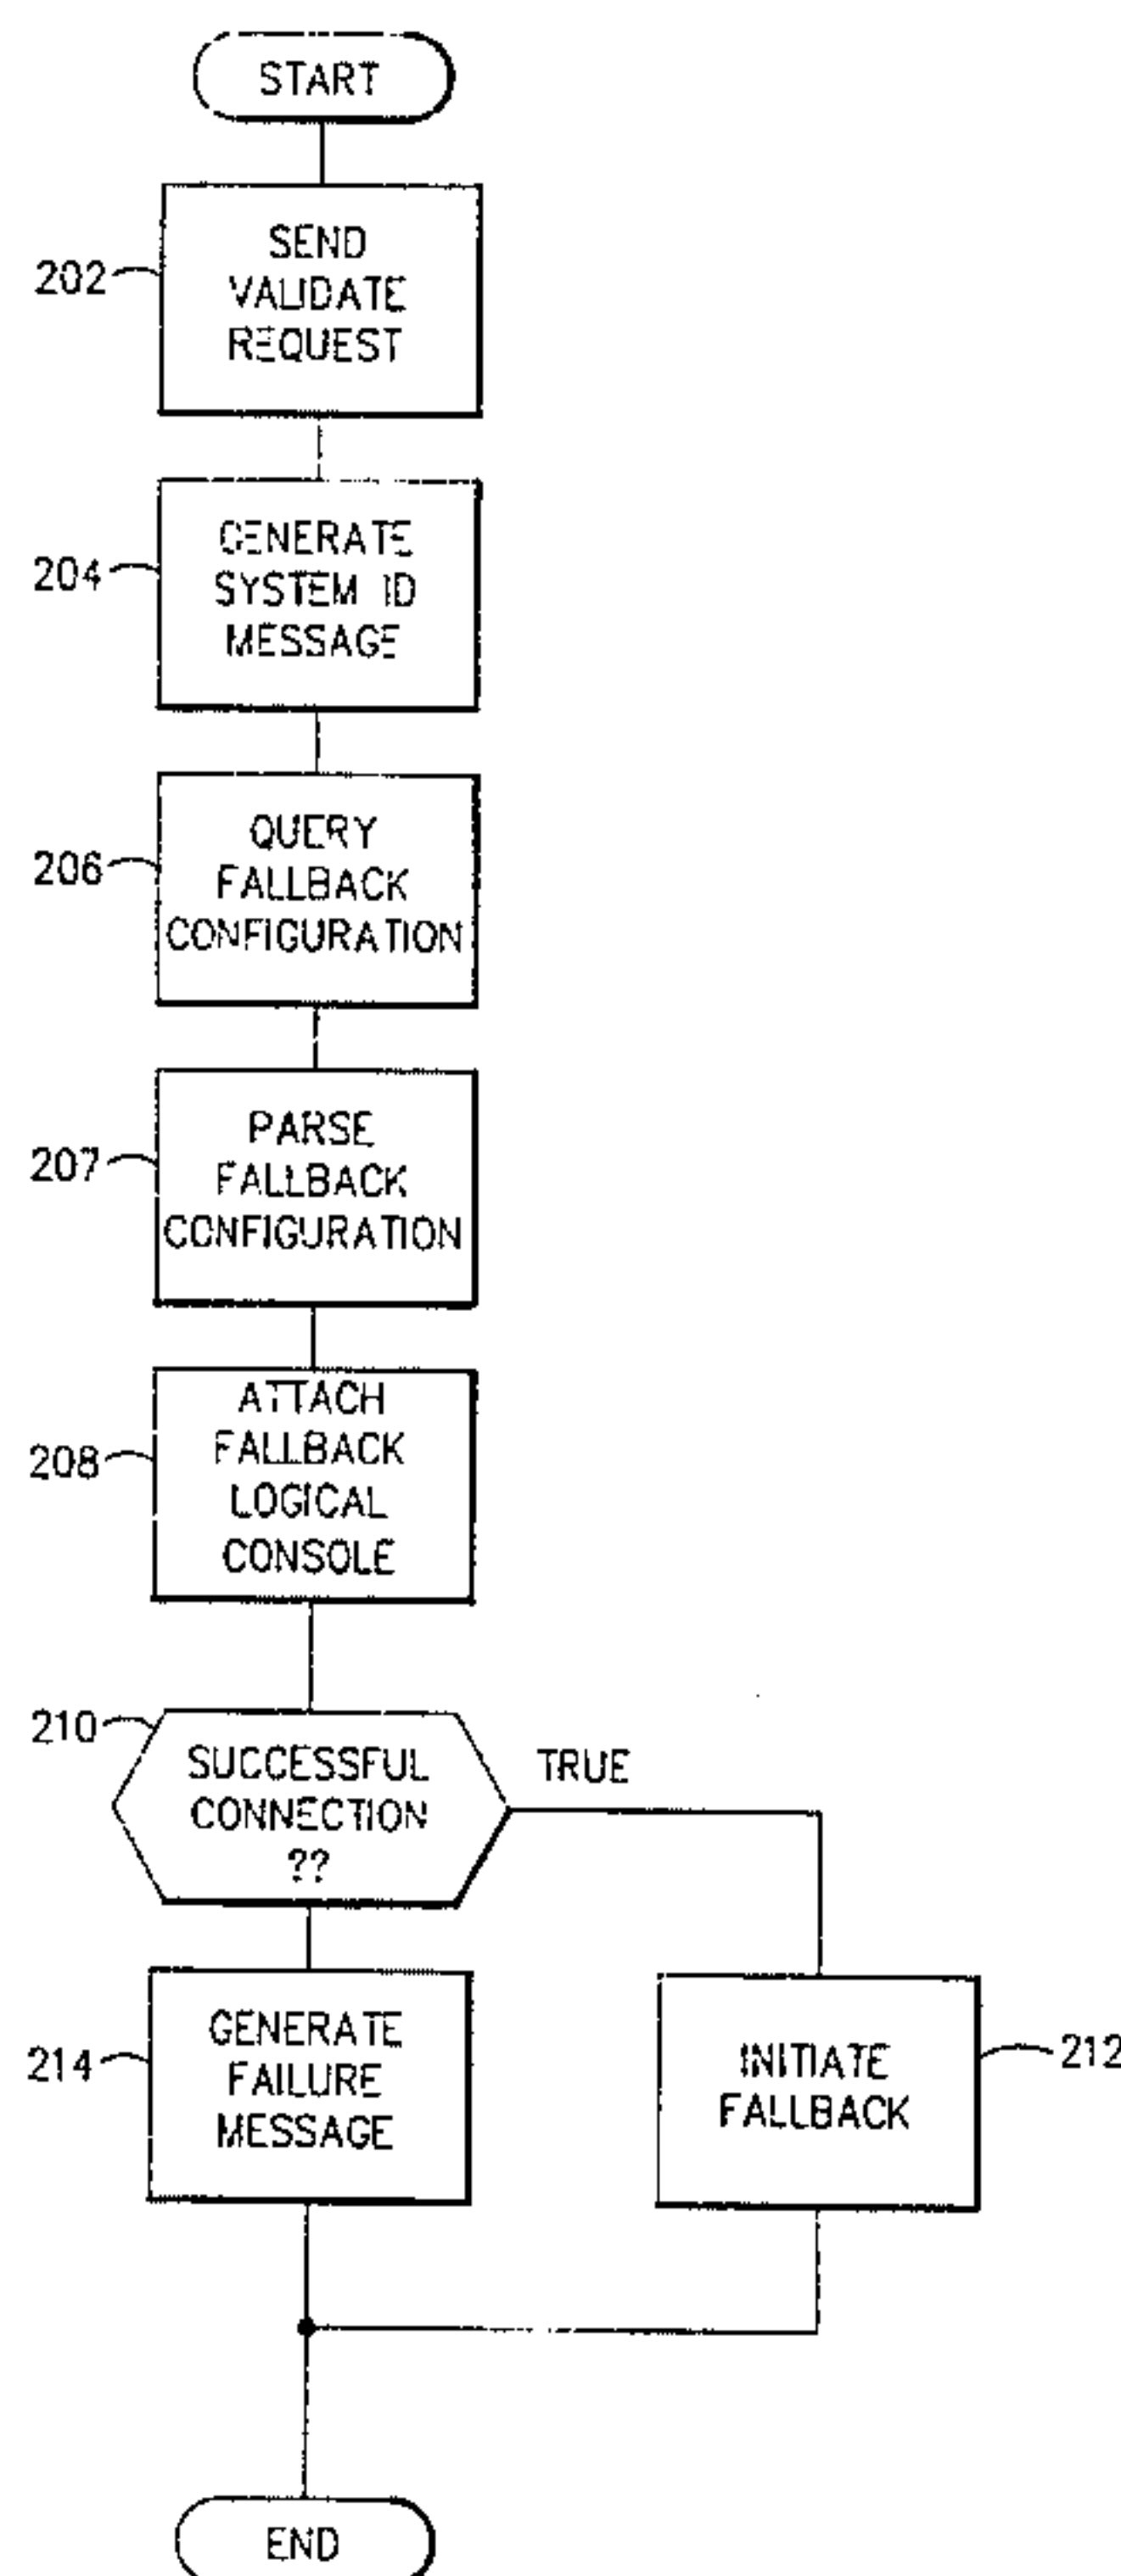 START
202
SEND
VALIDATE
REQUEST
204
GENERATE
SYSTEM ID
MESSAGE
206
QUERY
FALLBACK
CONFIGURATION
207
PARSE
FALLBACK
CONFIGURATION
208
ATTACH
FALLBACK
LOGICAL
CONSOLE
210
SUCCESSFUL
CONNECTION
??
TRUE
214
GENERATE
FAILURE
MESSAGE
INITIATE
FALLBACK
212
END